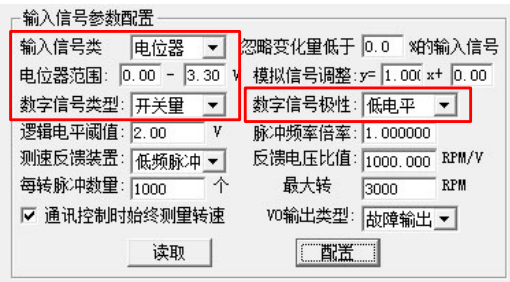 输入信号参数配置
输入信号类 电位器 忽略变化量低于 0.0 %的输入信号
电位器范围: 0.00 - 3.30 V 模拟信号调整: y= 1.00( x+ 0.00
数字信号类型: 开关量 数字信号极性: 低电平
逻辑电平阈值: 2.00 V 脉冲频率倍率: 1.000000
测速反馈装置: 低频脉冲 反馈电压比值: 1000.000 RPM/V
每转脉冲数量: 1000 个 最大转 3000 RPM
通讯控制时始终测量转速 VO输出类型: 故障输出
读取 配置